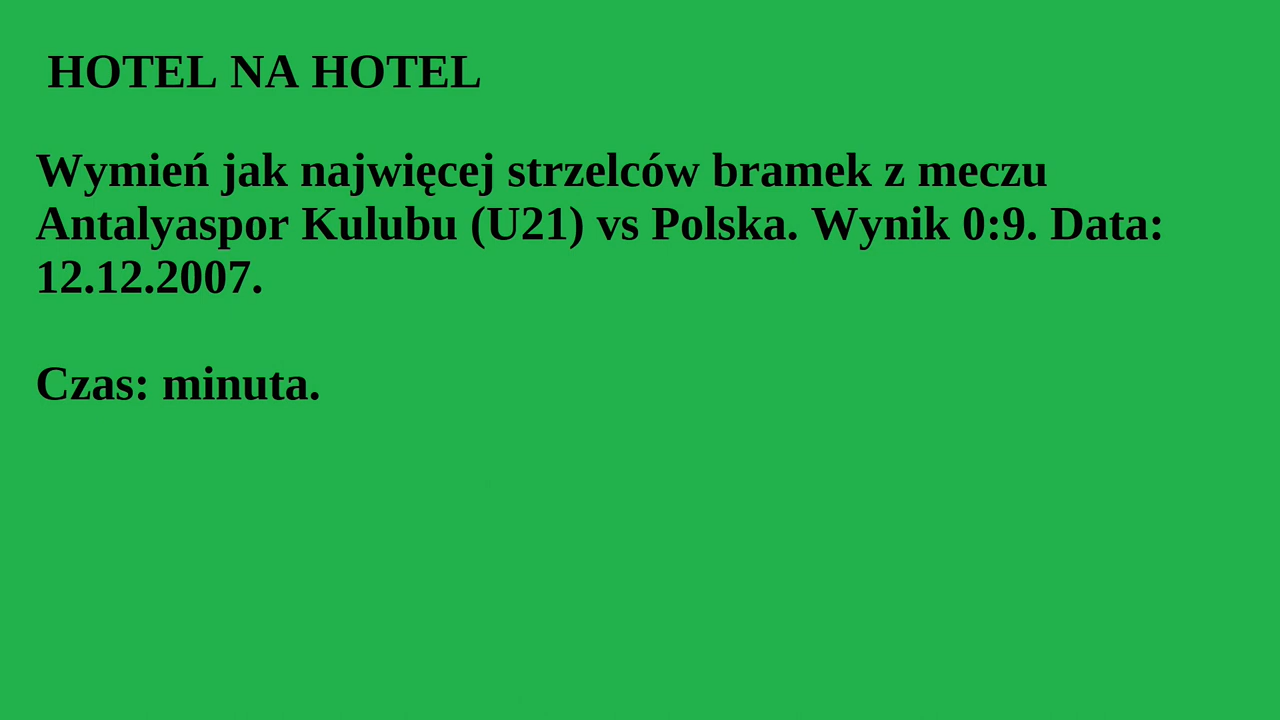 HOTEL NA HOTEL
Wymień jak najwięcej strzelców bramek z meczu
Antalyaspor Kulubu (U21) vs Polska. Wynik 0:9. Data:
12.12.2007.
Czas: minuta.